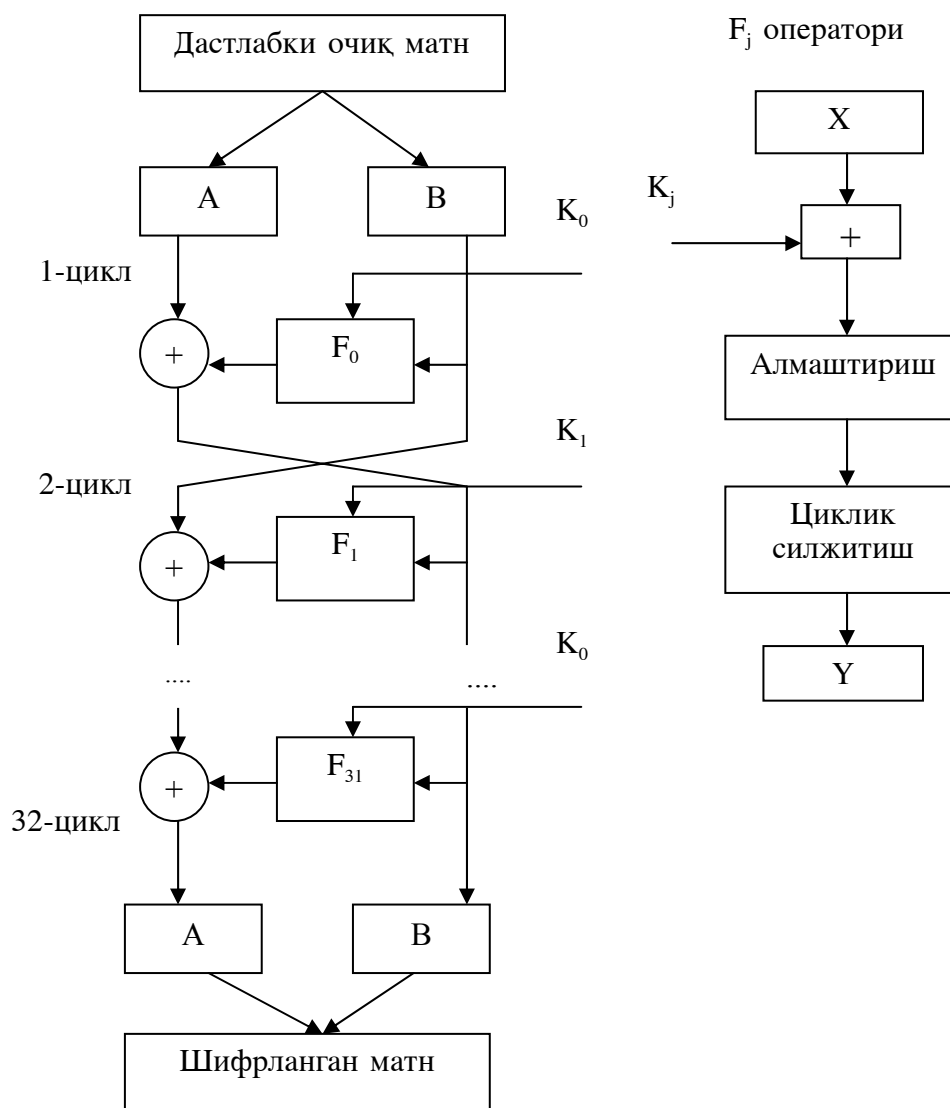 Дастлабки очиқ матн
F_j оператори
X
A
B
K_0
K_j
+
1-цикл
F_0
+
Алмаштириш
K_1
2-цикл
F_1
+
Циклик
силжитиш
K_0
Y
....
....
F_31
+
32-цикл
A
B
Шифрланган матн